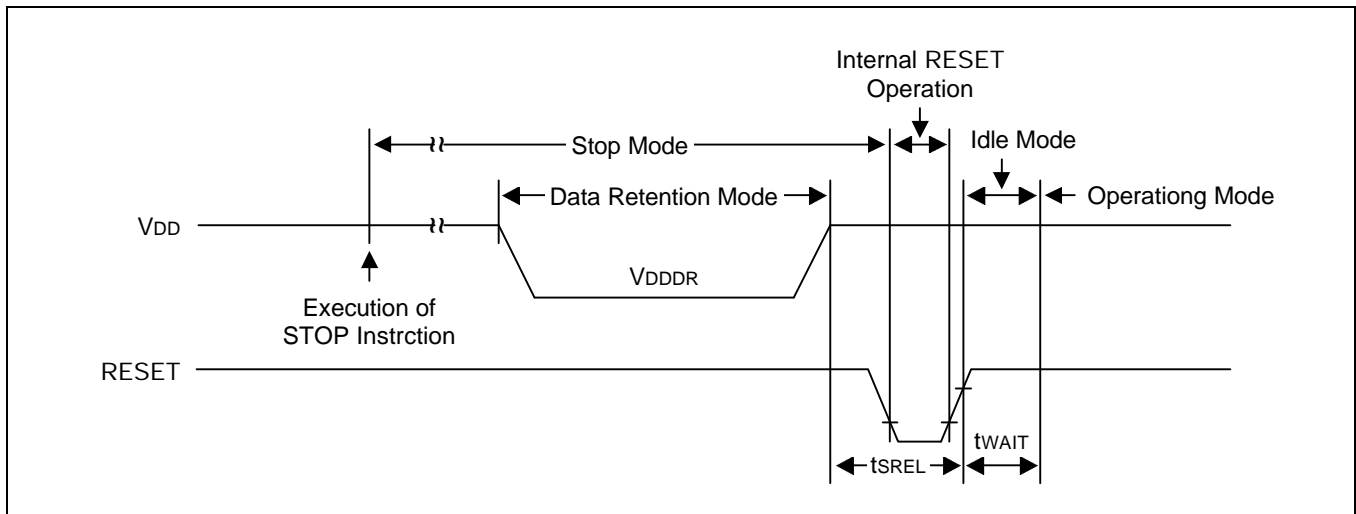 Internal RESET
Operation
Idle Mode
Stop Mode
Data Retention Mode
Operationg Mode
VDD
VDDDR
Execution of
STOP Instrction
RESET
tWAIT
tSREL